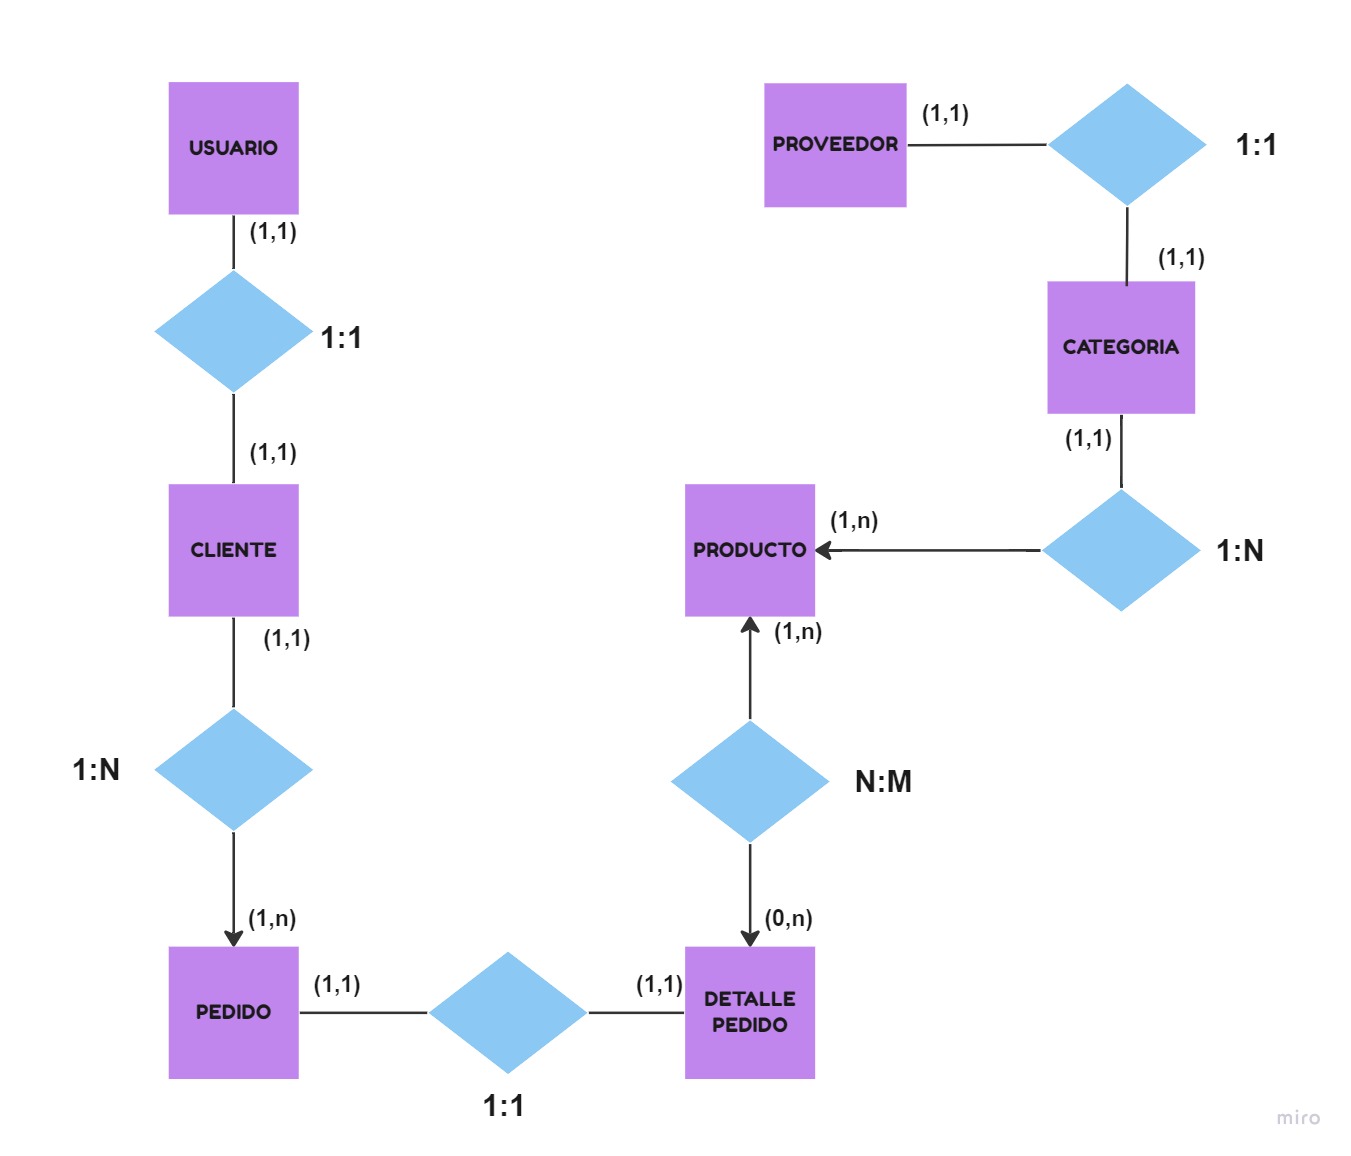 USUARIO
(1,1)
1:1
(1,1)
CLIENTE
(1,1)
1:N
(1,n)
PEDIDO
(1,1)
1:1
(1,1)
DETALLE
PEDIDO
(0,n)
N:M
(1,n)
PRODUCTO
(1,n)
1:N
(1,1)
CATEGORIA
(1,1)
1:1
(1,1)
PROVEEDOR
miro